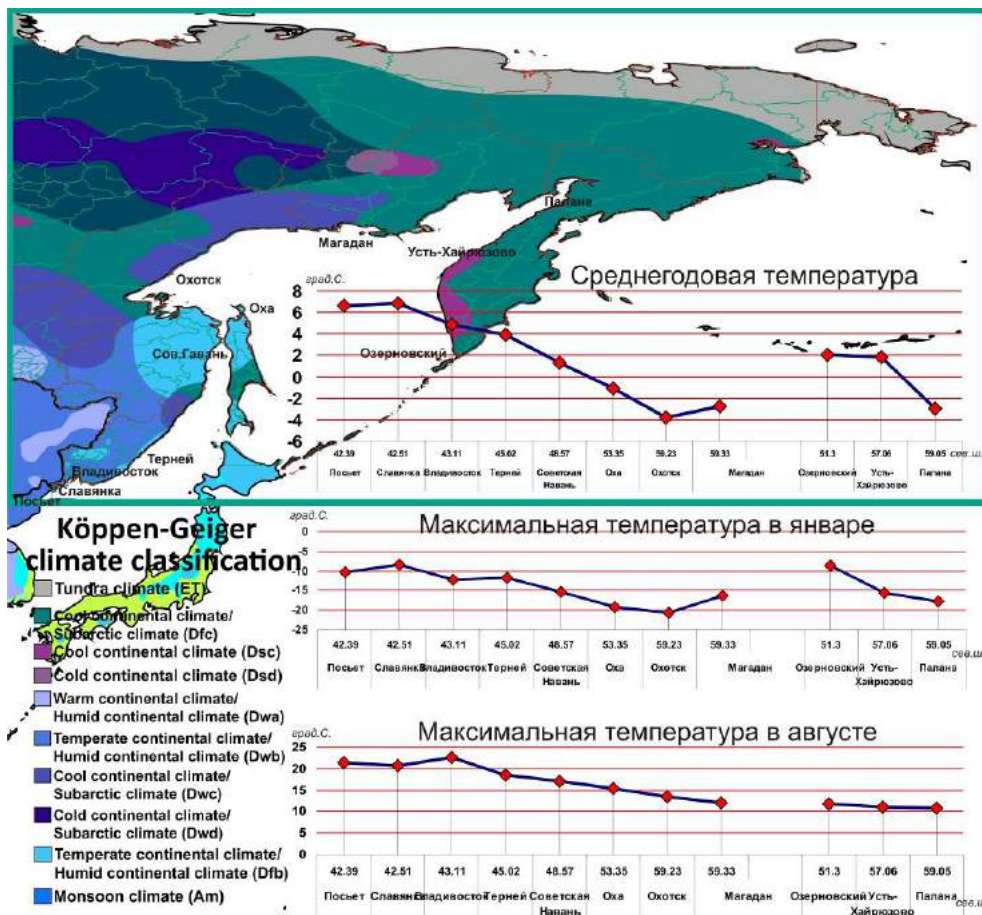 Палана
Магадан
Усть-Хайрюзово
Охотск
Оха
Сов.Гавань
Озерновский
Терней
Владивосток
Славянка
Посьет
Среднегодовая температура
град.С.
8
6
4
2
0
-2
-4
-6
42.39 42.51 43.11 45.02 48.57 53.35 59.23 59.33 51.3 57.06 59.05 сев.ш.
Посьет Славянка Владивосток Терней Советская Оха Охотск Магадан Озерновский Усть- Палана
Навань Хайрюзово
Köppen-Geiger
climate classification
Tundra climate (ET)
Cool continental climate/
Subarctic climate (Dfc)
Cool continental climate (Dsc)
Cold continental climate (Dsd)
Warm continental climate/
Humid continental climate (Dwa)
Temperate continental climate/
Humid continental climate (Dwb)
Cool continental climate/
Subarctic climate (Dwc)
Cold continental climate/
Subarctic climate (Dwd)
Temperate continental climate/
Humid continental climate (Dfb)
Monsoon climate (Am)
град.С.
Максимальная температура в январе
0
-5
-10
-15
-20
-25
42.39 42.51 43.11 45.02 48.57 53.35 59.23 59.33 51.3 57.06 59.05
Посьет Славянка Владивосток Терней Советская Оха Охотск Магадан Озерновский Усть- Палана сев.ш.
Навань Хайрюзово
град.С.
Максимальная температура в августе
25
20
15
10
5
0
42.39 42.51 43.11 45.02 48.57 53.35 59.23 59.33 51.3 57.06 59.05
Посьет Славянка Владивосток Терней Советская Оха Охотск Магадан Озерновский Усть- Палана
Навань Хайрюзово сев.ш.